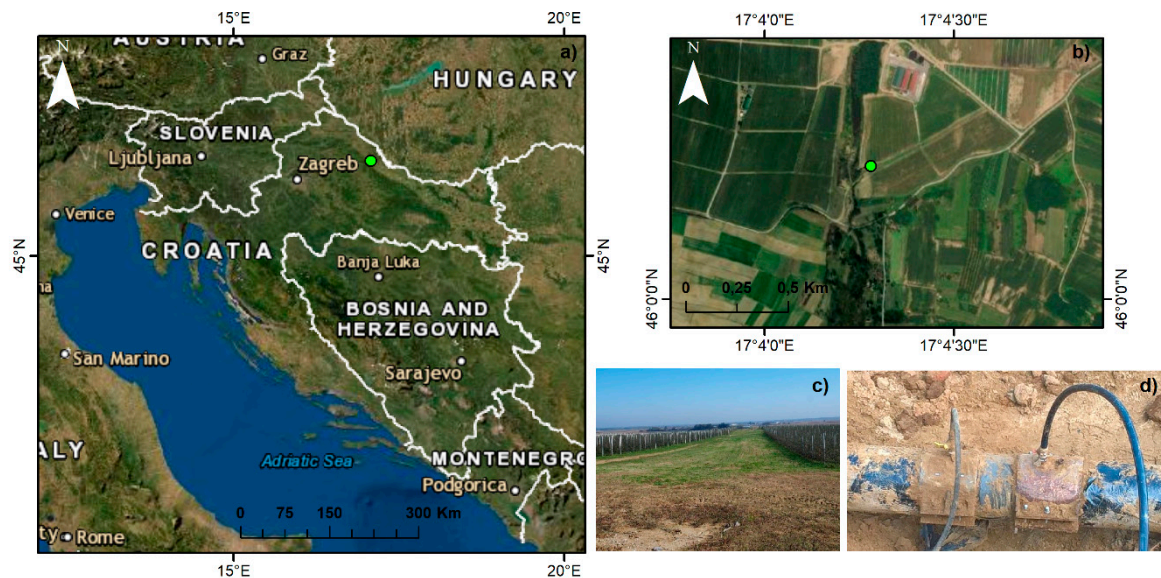 15°E
20°E
AUSTRIA
N
Graz
a)
HUNGARY
SLOVENIA
Ljubljana
Zagreb
Venice
CROATIA
45°N
45°N
Banja Luka
BOSNIA AND
HERZEGOVINA
San Marino
Sarajevo
ALY
Adriatic Sea
MONTENEGRO
Podgorica
0 75 150 300 Km
ty
Rome
15°E
20°E
17°4'0"E
17°4'30"E
N
b)
0 0,25 0,5 Km
46°0'0"N
46°0'0"N
17°4'0"E
17°4'30"E
c)
d)